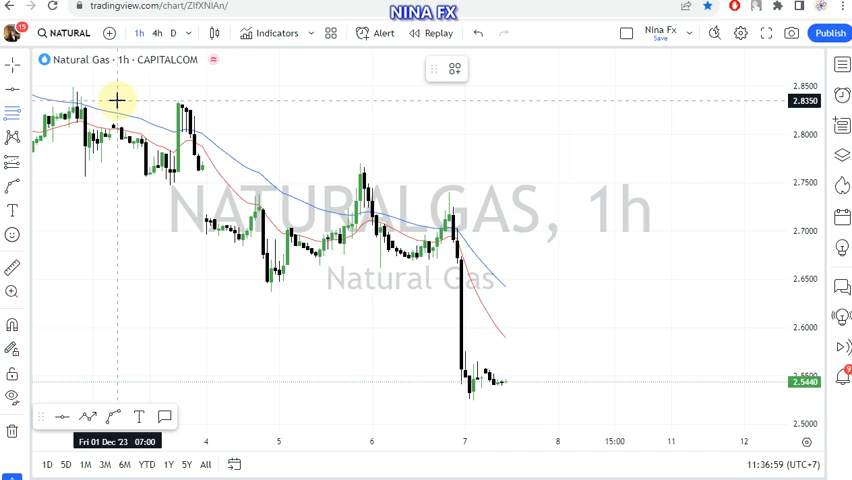 tradingview.com/chart/ZIfXNIAn/
NINA FX
15
NATURAL
1h
4h
D
Indicators
Alert
Replay
Nina Fx
Save
Publish
Natural Gas · 1h · CAPITALCOM
2.8500
2.8350
2.8000
2.7500
2.7000
2.6500
2.6000
2.5440
2.5000
NATURALGAS, 1h
Natural Gas
T
T
Fri 01 Dec '23 07:00
4
5
6
7
8
15:00
11
12
1D
5D
1M
3M
6M
YTD
1Y
5Y
All
11:36:59 (UTC+7)